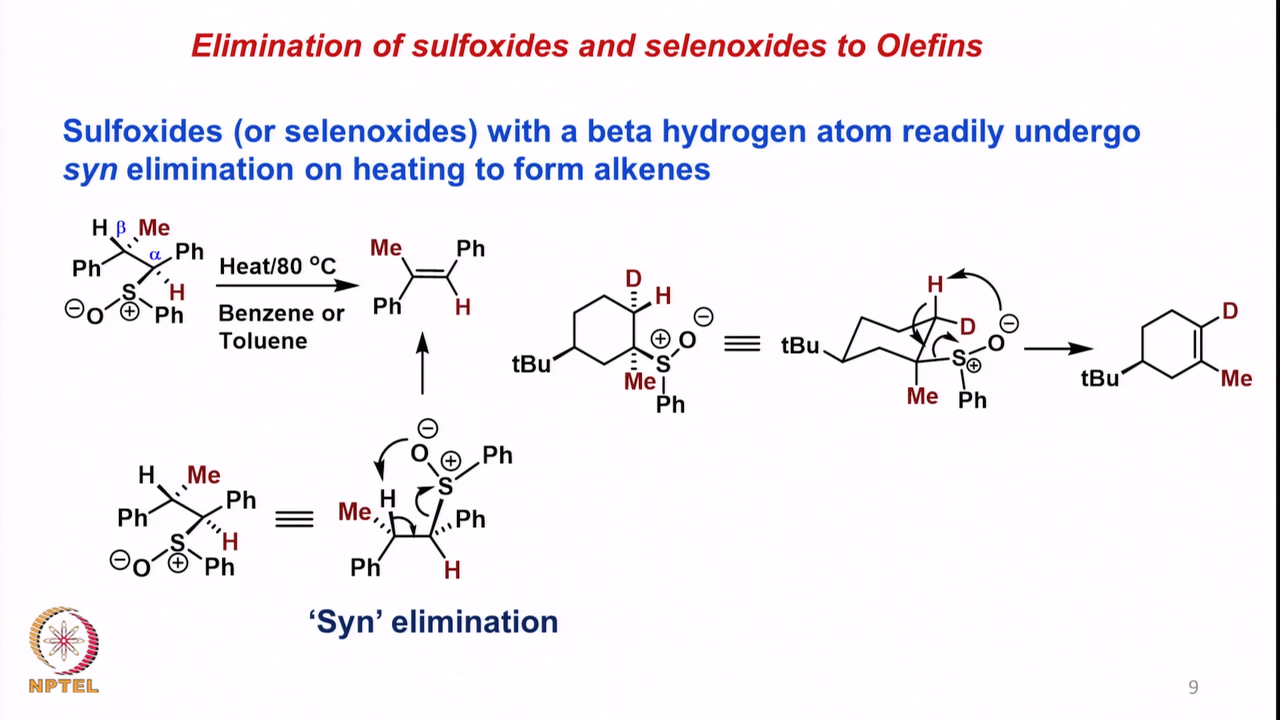 Elimination of sulfoxides and selenoxides to Olefins
Sulfoxides (or selenoxides) with a beta hydrogen atom readily undergo
syn elimination on heating to form alkenes
H β Me
Ph α Ph
S H
⊖O ⊕ Ph
Heat/80 ºC
Benzene or
Toluene
Me Ph
Ph H
D
H
⊖
⊕ O
tBu S
Me
Ph
H
D ⊖
tBu O
S
⊕
Me Ph
D
tBu Me
H Me
Ph Ph
S H
⊖O ⊕ Ph
⊖
O ⊕ Ph
S
H
Me Ph
Ph H
‘Syn’ elimination
NPTEL
9